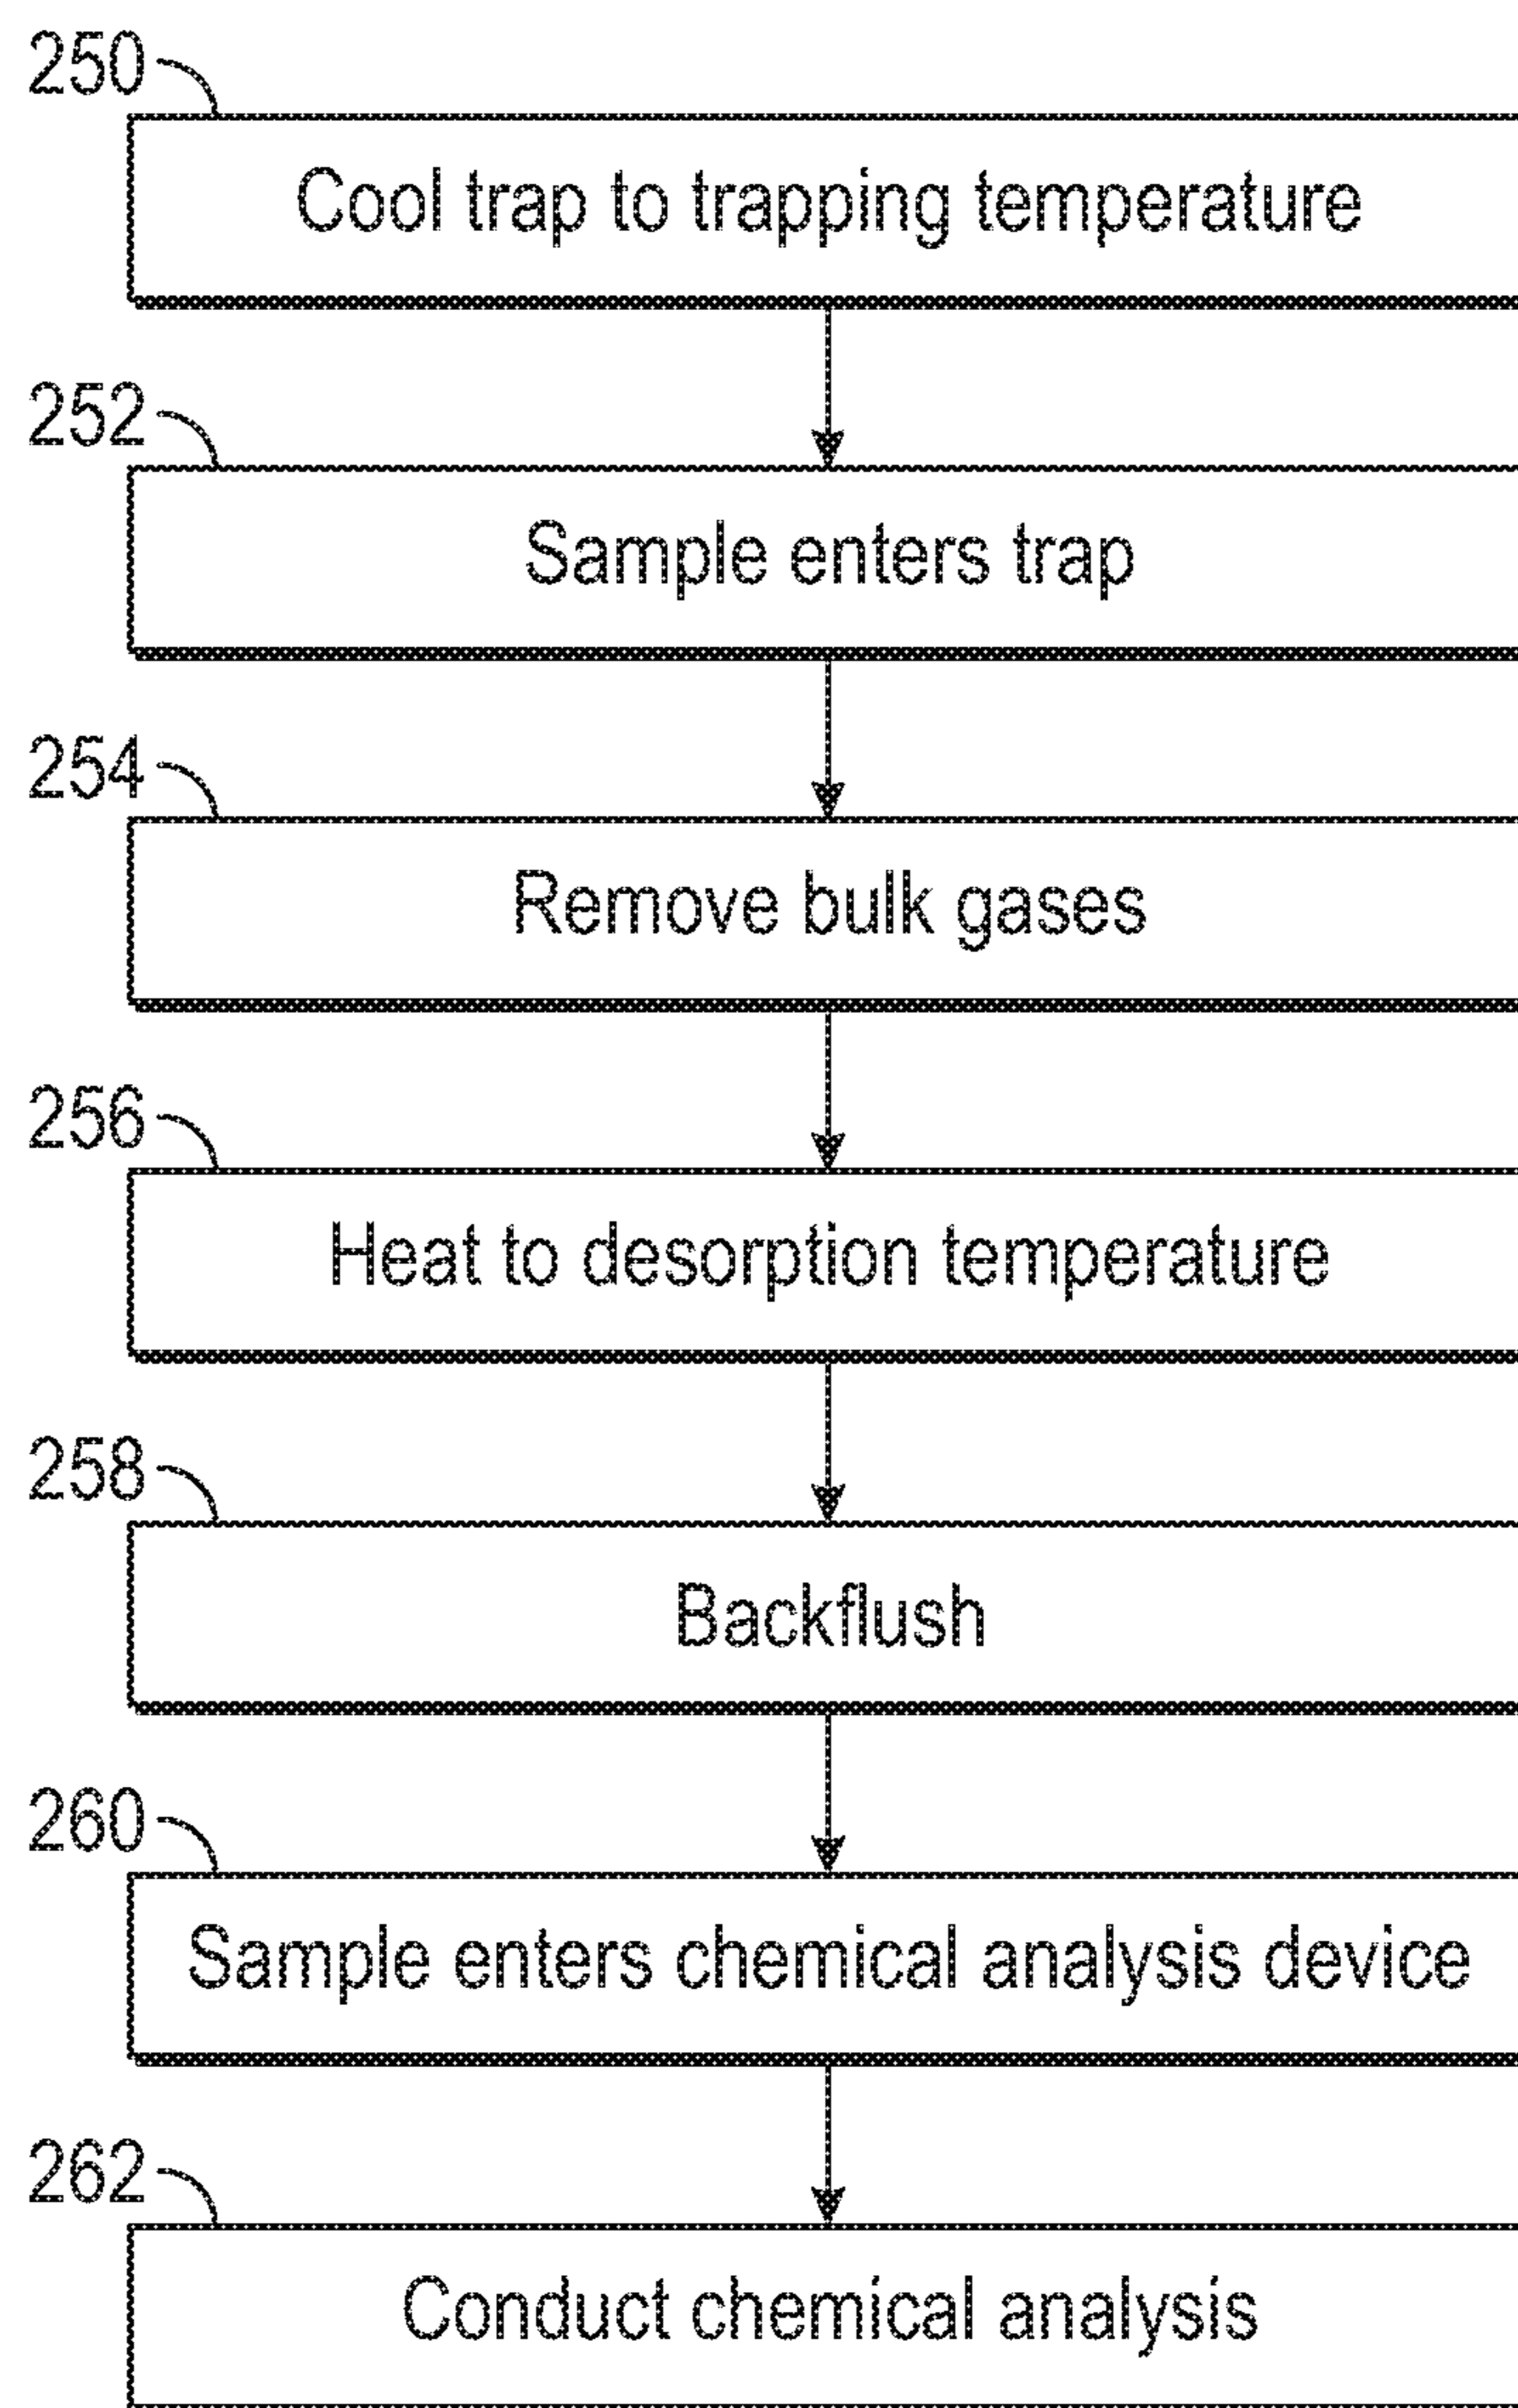 250
Cool trap to trapping temperature
252
Sample enters trap
254
Remove bulk gases
256
Heat to desorption temperature
258
Backflush
260
Sample enters chemical analysis device
262
Conduct chemical analysis